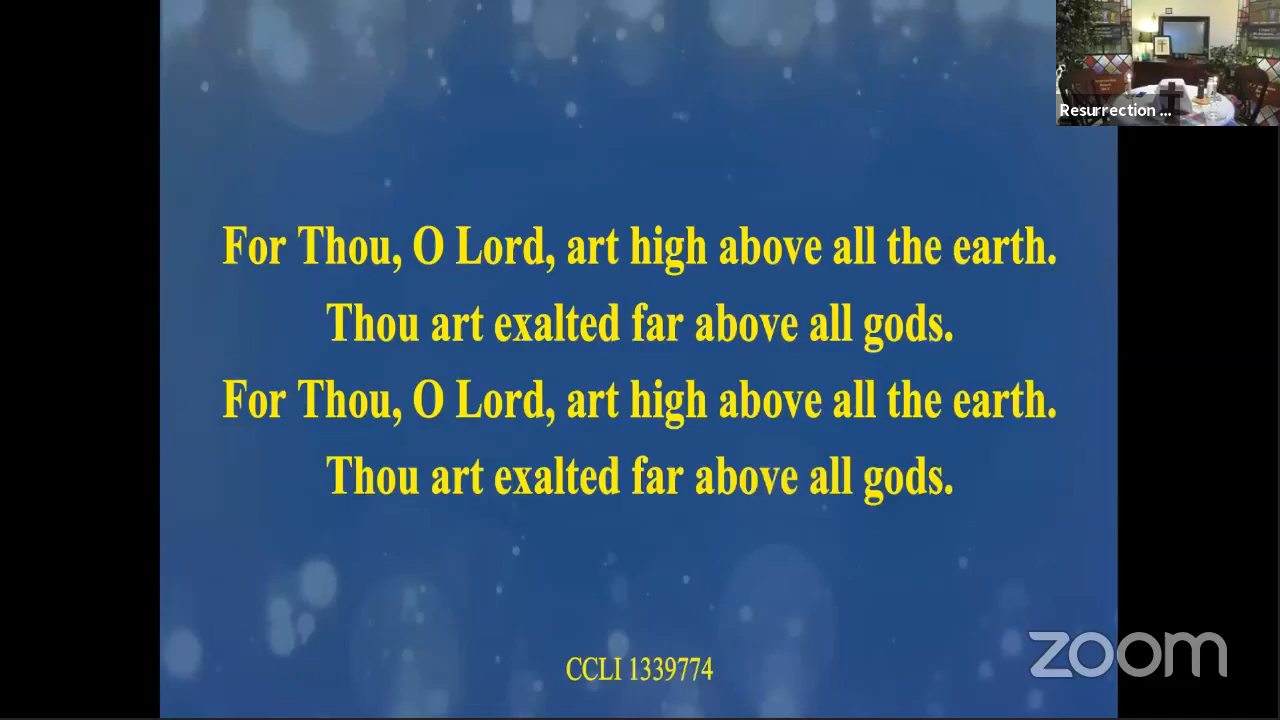 Resurrection ...
For Thou, O Lord, art high above all the earth.
Thou art exalted far above all gods.
For Thou, O Lord, art high above all the earth.
Thou art exalted far above all gods.
CCLI 1339774
zoom